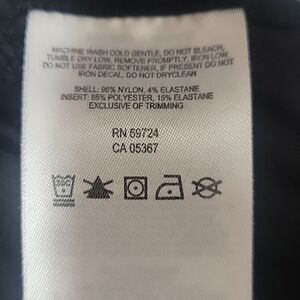 MACHINE WASH COLD GENTLE, DO NOT BLEACH,
TUMBLE DRY LOW, REMOVE PROMPTLY, IRON LOW,
DO NOT USE FABRIC SOFTENER, IF PRESENT DO NOT
IRON DECAL, DO NOT DRYCLEAN
SHELL: 96% NYLON, 4% ELASTANE
INSERT: 85% POLYESTER, 15% ELASTANE
EXCLUSIVE OF TRIMMING
RN 69724
CA 05367
30C